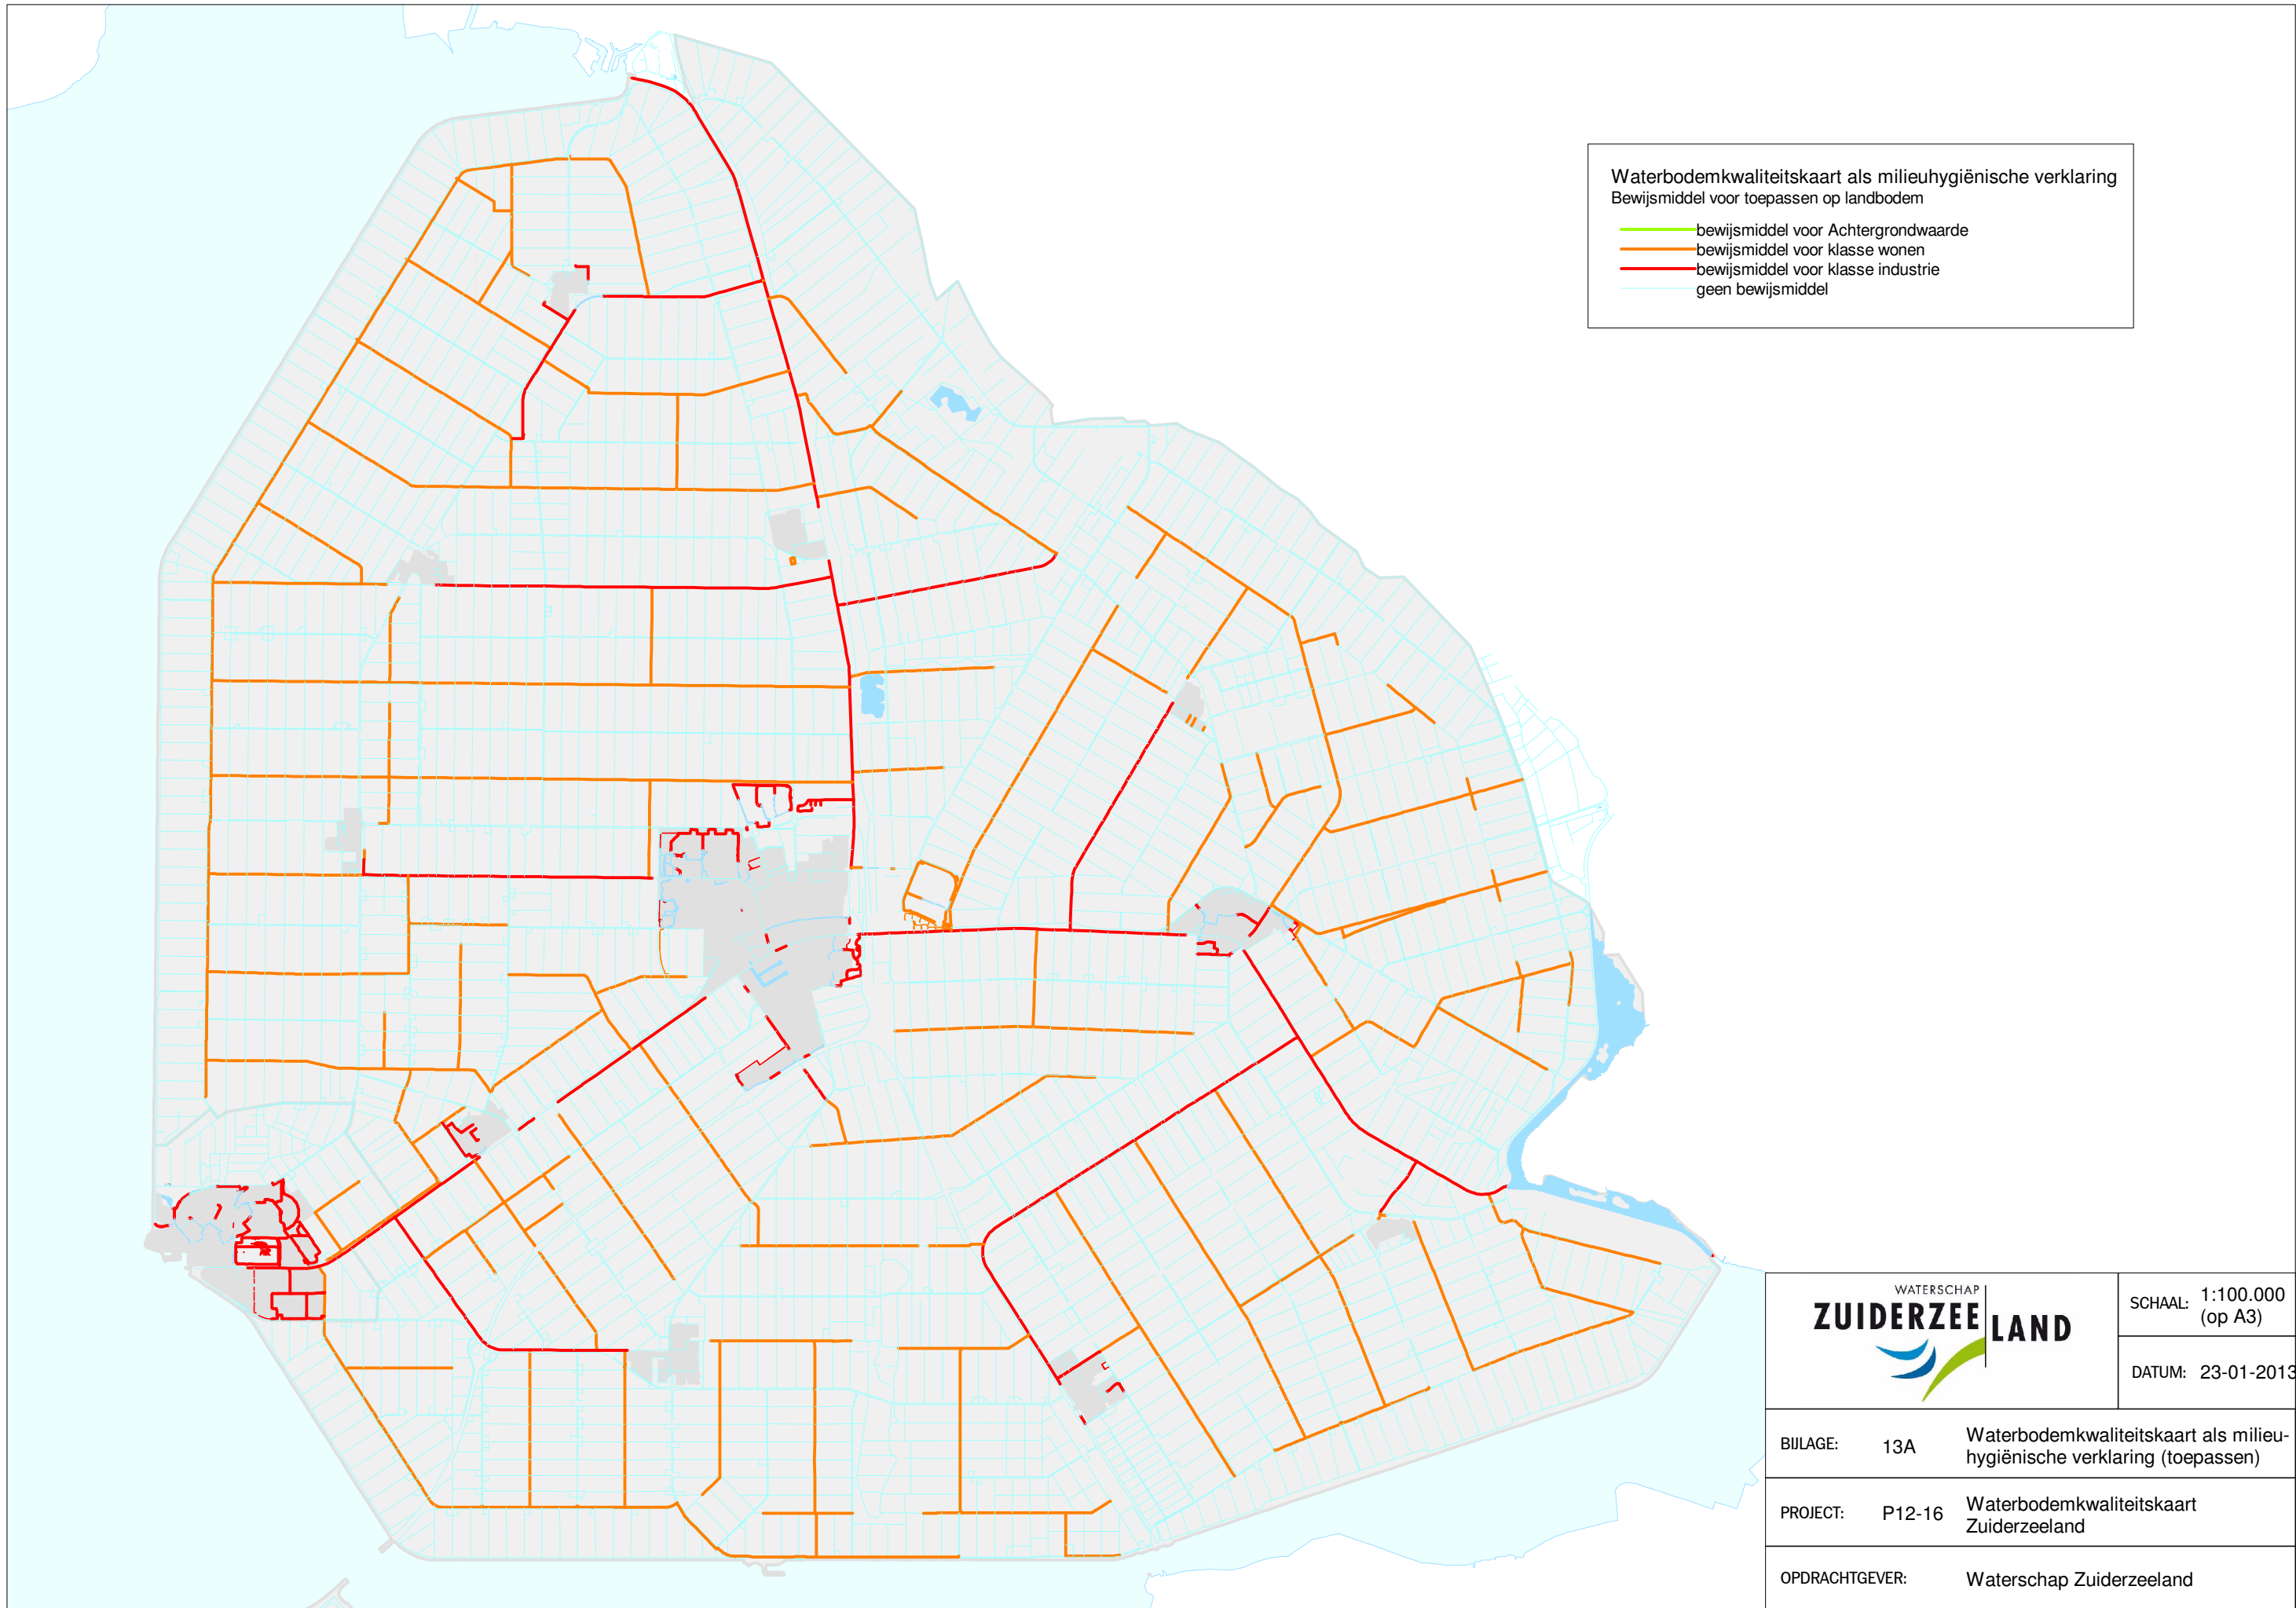 Waterbodemkwaliteitskaart als milieuhygiënische verklaring
Bewijsmiddel voor toepassen op landbodem
bewijsmiddel voor Achtergrondwaarde
bewijsmiddel voor klasse wonen
bewijsmiddel voor klasse industrie
geen bewijsmiddel
WATERSCHAP
ZUIDERZEELAND
SCHAAL: 1:100.000
(op A3)
DATUM: 23-01-2013
BIJLAGE: 13A Waterbodemkwaliteitskaart als milieu-
hygiënische verklaring (toepassen)
PROJECT: P12-16 Waterbodemkwaliteitskaart
Zuiderzeeland
OPDRACHTGEVER: Waterschap Zuiderzeeland